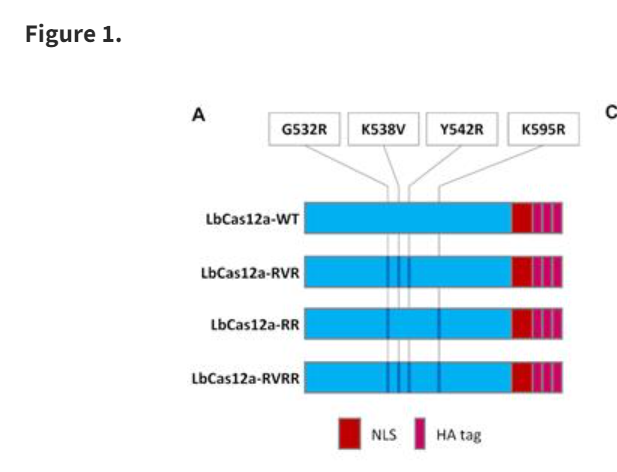 Figure 1.
A
C
G532R K538V Y542R K595R
LbCas12a-WT
LbCas12a-RVR
LbCas12a-RR
LbCas12a-RVRR
NLS HA tag